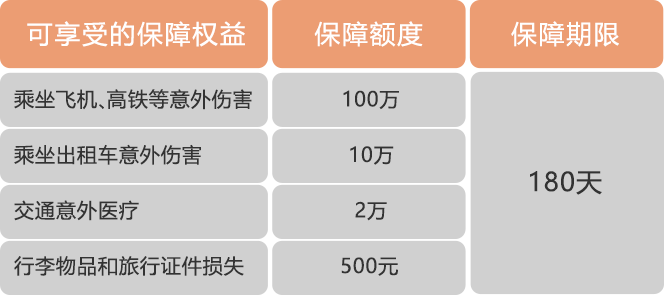 可享受的保障权益 保障额度 保障期限
乘坐飞机、高铁等意外伤害 100万
乘坐出租车意外伤害 10万
180天
交通意外医疗 2万
行李物品和旅行证件损失 500元